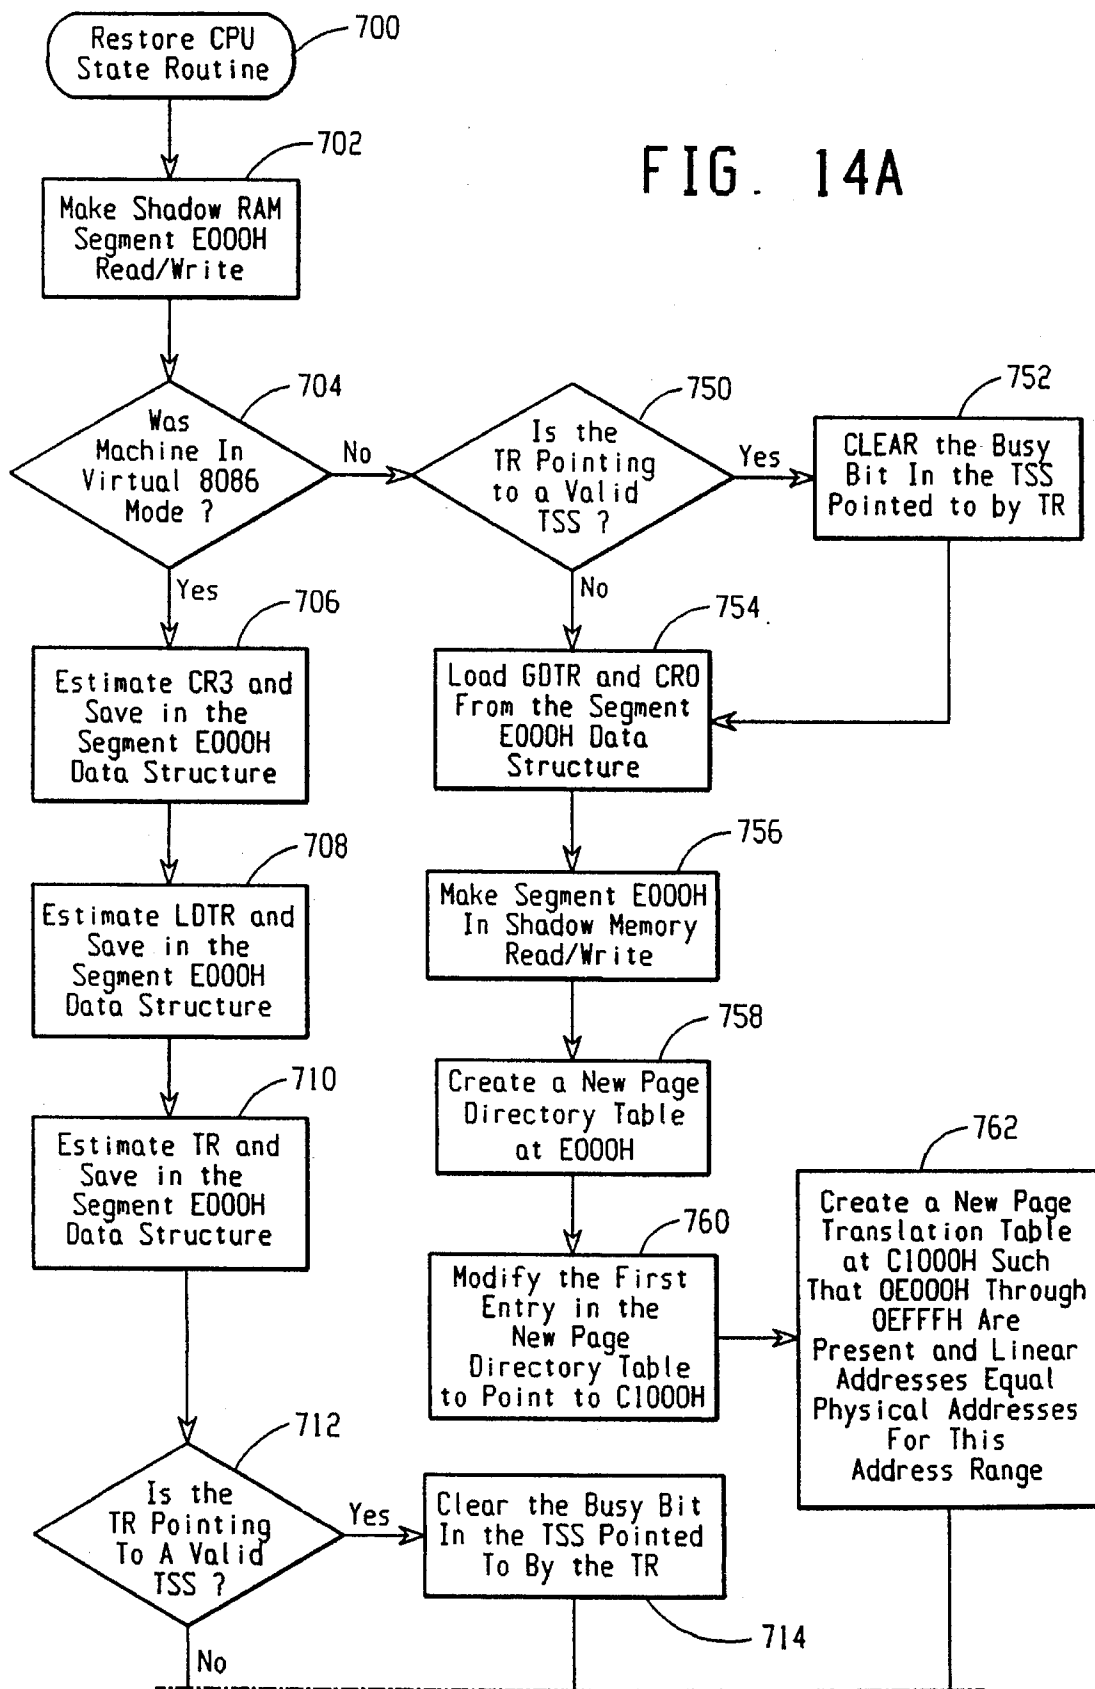 Restore CPU
State Routine
700
FIG. 14A
702
Make Shadow RAM
Segment E000H
Read/Write
704
Was
Machine In
Virtual 8086
Mode ?
No
Yes
750
Is the
TR Pointing
to a Valid
TSS ?
Yes
No
752
CLEAR the Busy
Bit In the TSS
Pointed to by TR
706
Estimate CR3 and
Save in the
Segment E000H
Data Structure
754
Load GDTR and CR0
From the Segment
E000H Data
Structure
708
Estimate LDTR and
Save in the
Segment E000H
Data Structure
756
Make Segment E000H
In Shadow Memory
Read/Write
710
Estimate TR and
Save in the
Segment E000H
Data Structure
758
Create a New Page
Directory Table
at E000H
760
Modify the First
Entry in the
New Page
Directory Table
to Point to C1000H
762
Create a New Page
Translation Table
at C1000H Such
That 0E000H Through
0EFFFH Are
Present and Linear
Addresses Equal
Physical Addresses
For This
Address Range
712
Is the
TR Pointing
To A Valid
TSS ?
Yes
No
Clear the Busy Bit
In the TSS Pointed
To By the TR
714